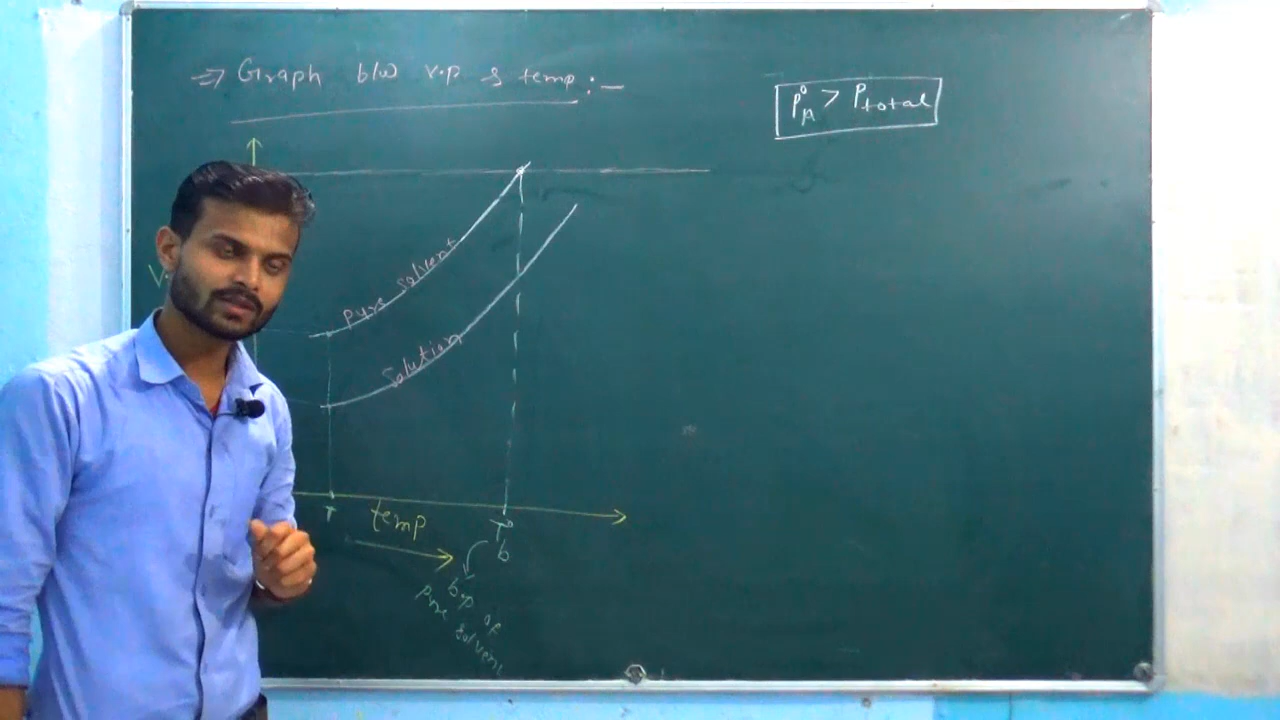 ⇒ Graph b/w v.p & temp :-
P°A > Ptotal
V.
Pure solvent
Solution
T
temp
T°b
b.p of
pure solvent